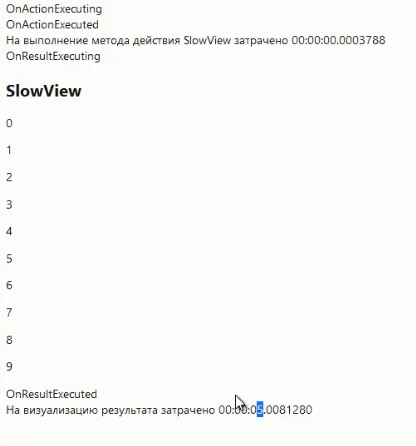 OnActionExecuting
OnActionExecuted
На выполнение метода действия SlowView затрачено 00:00:00.0003788
OnResultExecuting
SlowView
0
1
2
3
4
5
6
7
8
9
OnResultExecuted
На визуализацию результата затрачено 00:00:05.0081280